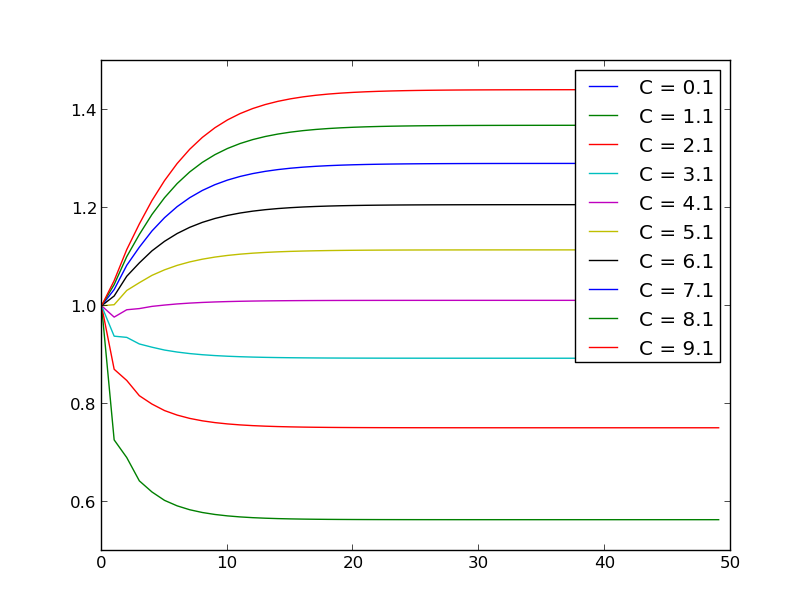 1.4
1.2
1.0
0.8
0.6
0
10
20
30
40
50
C = 0.1
C = 1.1
C = 2.1
C = 3.1
C = 4.1
C = 5.1
C = 6.1
C = 7.1
C = 8.1
C = 9.1